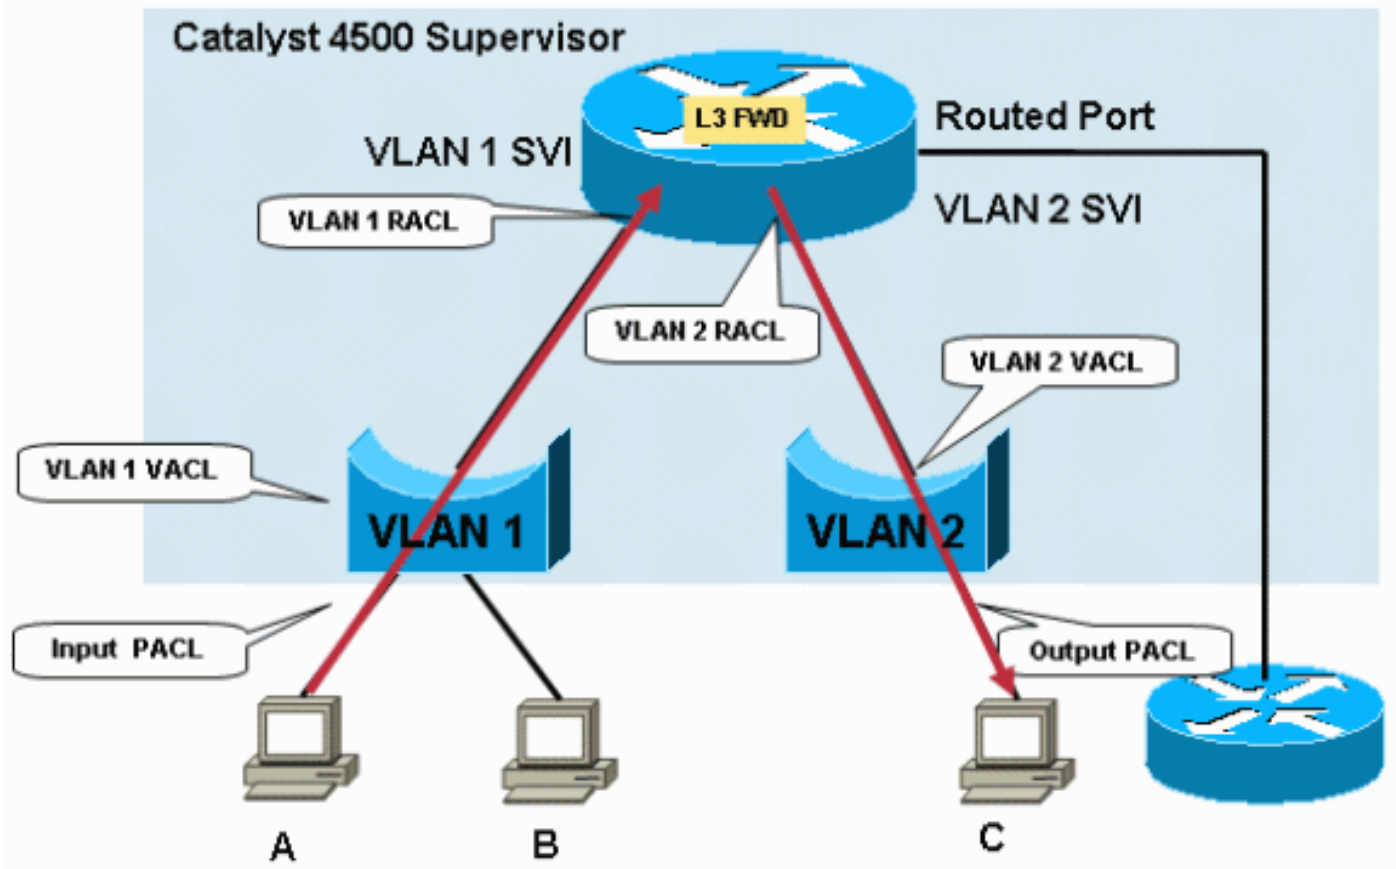 Catalyst 4500 Supervisor
L3 FWD
Routed Port
VLAN 1 SVI
VLAN 1 RACL
VLAN 2 SVI
VLAN 2 RACL
VLAN 2 VACL
VLAN 1 VACL
VLAN 1
VLAN 2
Input PACL
Output PACL
A
B
C